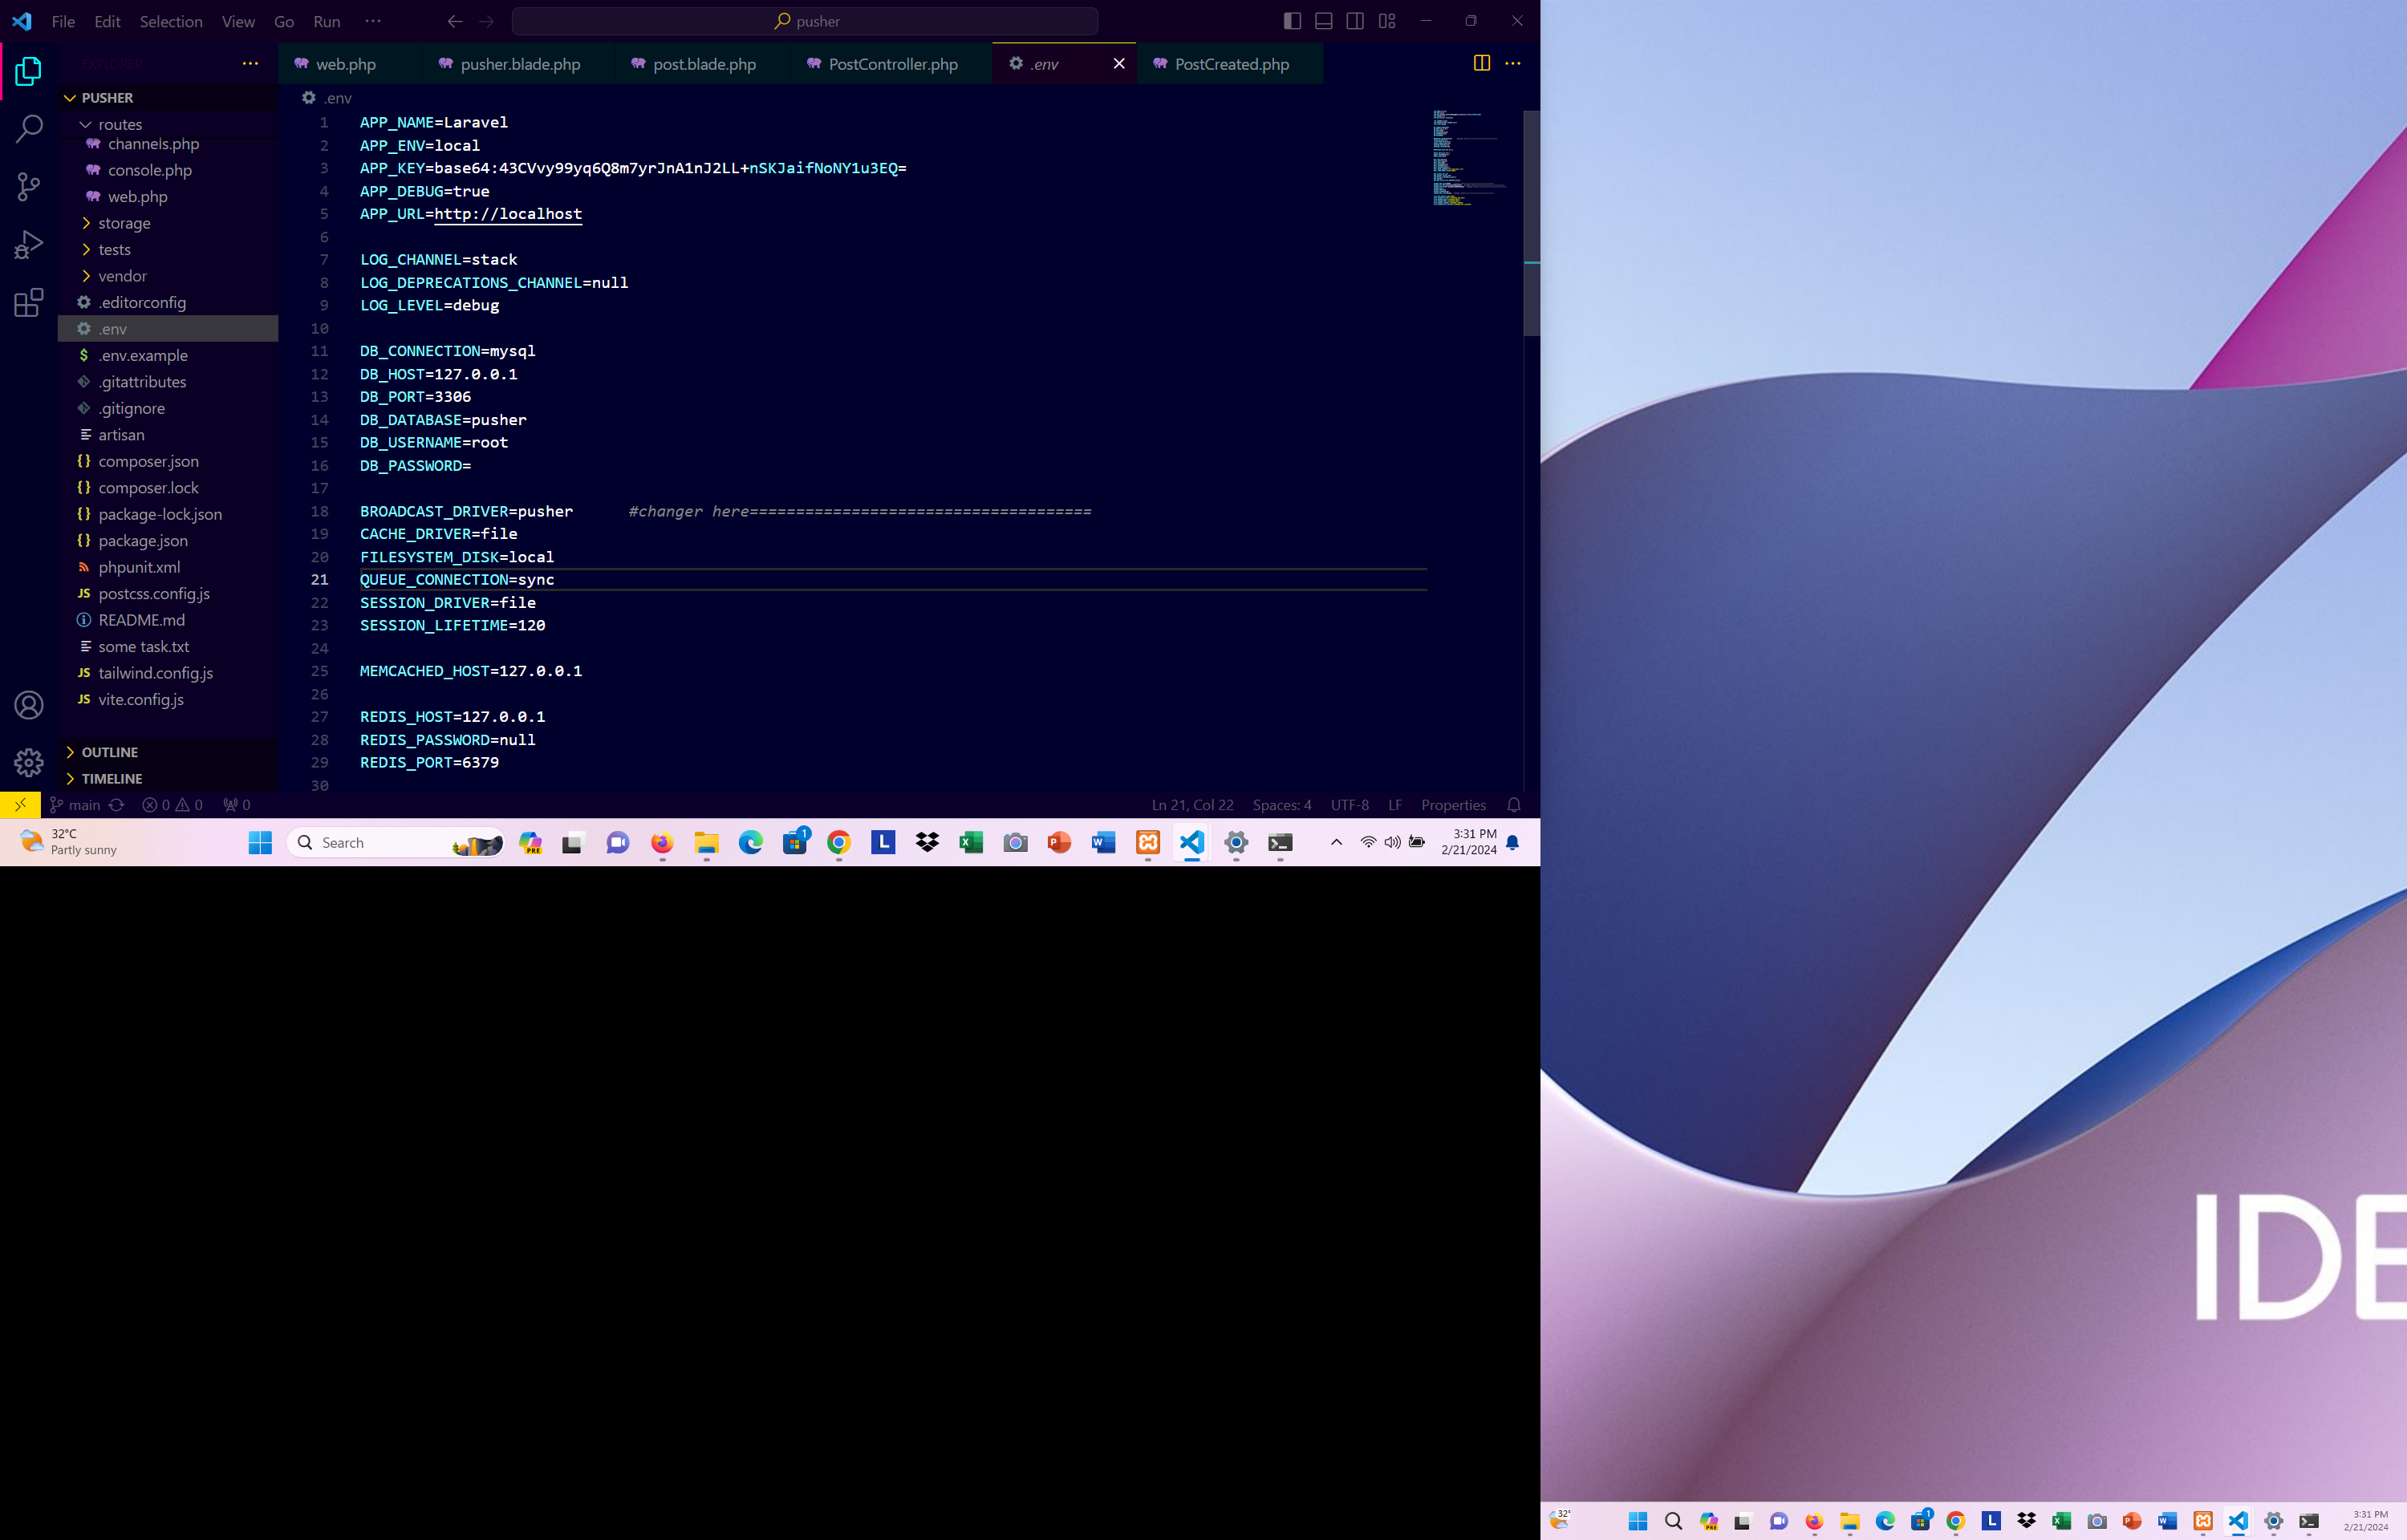 File Edit Selection View Go Run ··· pusher
EXPLORER ···
web.php pusher.blade.php post.blade.php PostController.php .env PostCreated.php ···
PUSHER
routes
channels.php
console.php
web.php
storage
tests
vendor
.editorconfig
.env
$ .env.example
.gitattributes
.gitignore
artisan
{} composer.json
{} composer.lock
{} package-lock.json
{} package.json
phpunit.xml
JS postcss.config.js
README.md
some task.txt
JS tailwind.config.js
JS vite.config.js
OUTLINE
TIMELINE
.env
1 APP_NAME=Laravel
2 APP_ENV=local
3 APP_KEY=base64:43CVvy99yq6Q8m7yrJnA1nJ2LL+nSKJaifNoNY1u3EQ=
4 APP_DEBUG=true
5 APP_URL=http://localhost
6
7 LOG_CHANNEL=stack
8 LOG_DEPRECATIONS_CHANNEL=null
9 LOG_LEVEL=debug
10
11 DB_CONNECTION=mysql
12 DB_HOST=127.0.0.1
13 DB_PORT=3306
14 DB_DATABASE=pusher
15 DB_USERNAME=root
16 DB_PASSWORD=
17
18 BROADCAST_DRIVER=pusher #changer here=====================================
19 CACHE_DRIVER=file
20 FILESYSTEM_DISK=local
21 QUEUE_CONNECTION=sync
22 SESSION_DRIVER=file
23 SESSION_LIFETIME=120
24
25 MEMCACHED_HOST=127.0.0.1
26
27 REDIS_HOST=127.0.0.1
28 REDIS_PASSWORD=null
29 REDIS_PORT=6379
30
main 0 0 0 Ln 21, Col 22 Spaces: 4 UTF-8 LF Properties
32°C
Partly sunny
Search PRE 1 L X P W
3:31 PM
2/21/2024
IDE
32° PRE 1 L X P W
3:31 PM
2/21/2024